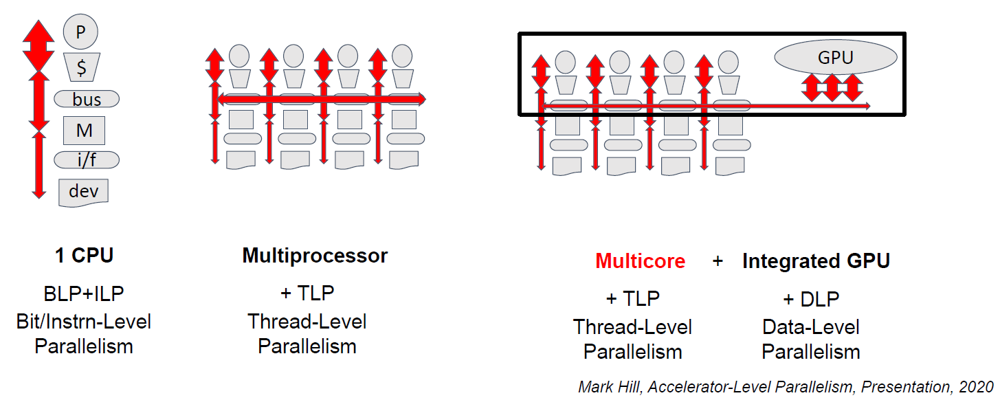 P
$
bus
M
i/f
dev
GPU
1 CPU
BLP+ILP
Bit/Instrn-Level
Parallelism
Multiprocessor
+ TLP
Thread-Level
Parallelism
Multicore + Integrated GPU
+ TLP
Thread-Level
Parallelism
+ DLP
Data-Level
Parallelism
Mark Hill, Accelerator-Level Parallelism, Presentation, 2020